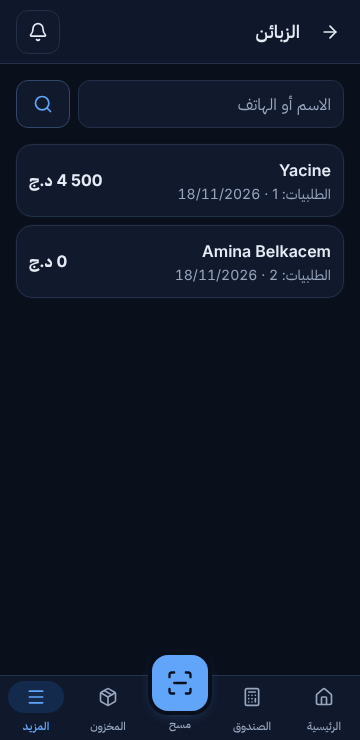 الزبائن
الاسم أو الهاتف
Yacine
4 500 د.ج
الطلبيات: 1 · 18/11/2026
Amina Belkacem
0 د.ج
الطلبيات: 2 · 18/11/2026
الرئيسية
الصندوق
مسح
المخزون
المزيد